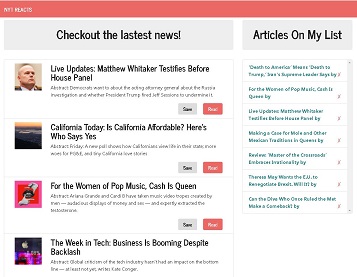 NYT REACTS
Checkout the lastest news!
Live Updates: Matthew Whitaker Testifies Before
House Panel
Abstract: Democrats want to ask the acting attorney general about the Russia
investigation and whether President Trump fired Jeff Sessions to undermine it.
Save
Read
California Today: Is California Affordable? Here's
Who Says Yes
Abstract: Friday: A new poll shows how Californians view life in their state; more
woes for PG&E; and California love stories
Save
Read
For the Women of Pop Music, Cash Is Queen
Abstract: Ariana Grande and Cardi B have taken music video tropes created by
men — audacious displays of money and sex — and expertly extracted the
testosterone.
Save
Read
The Week in Tech: Business Is Booming Despite
Backlash
Abstract: Global criticism of the tech industry hasn't had an impact on the bottom
line — at least not yet, writes Kate Conger.
Articles On My List
'Death to America' Means 'Death to
Trump,' Iran's Supreme Leader Says by ✗
For the Women of Pop Music, Cash Is
Queen by ✗
Live Updates: Matthew Whitaker
Testifies Before House Panel by ✗
Making a Case for Mole and Other
Mexican Traditions in Queens by ✗
Review: 'Matter of the Crossroads'
Embraces Irrationality by ✗
Theresa May Wants the E.U. to
Renegotiate Brexit. Will It? by ✗
Can the Diva Who Once Ruled the Mat
Make a Comeback? by ✗